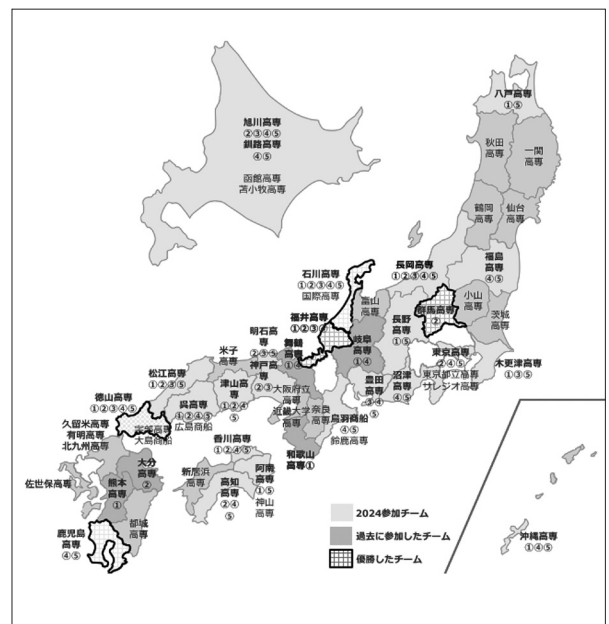 八戸高専
①⑤
旭川高専
②③④⑤
釧路高専
④⑤
函館高専
苫小牧高専
秋田
高専
一関
高専
鶴岡
高専
仙台
高専
福島
高専
④⑤
長岡高専
①②③④⑤
石川高専
①②③④⑤
国際高専
富山
高専
群馬高専
②
小山
高専
茨城
高専
福井高専
①②③
長野
高専
①⑤
岐阜
高専
①④
明石高
専
②③⑤
舞鶴
高専
①④
東京高専
②④⑤
東京都立高専
サレジオ高専
木更津高専
①③⑤
米子
高専
神戸高
専
②③
松江高専
①②③⑤
津山高
専
①②④
⑤
大阪府立
高専
豊田
高専
②④
⑤
沼津
高専
④⑤
徳山高専
①②③④⑤
呉高専
広島商船
近畿大学
高専
奈良
高専
鳥羽商船
④⑤
鈴鹿高専
久留米高専
有明高専
北九州高専
宇部高専
大島商船
香川高専
①②④⑤
和歌山
高専①
大分
高専
②
新居浜
高専
高知
高専
②④
⑤
阿南
高専
①⑤
神山
高専
佐世保高専
熊本
高専
①
都城
高専
鹿児島
高専
④⑤
2024参加チーム
過去に参加したチーム
優勝したチーム
沖縄高専
①④⑤